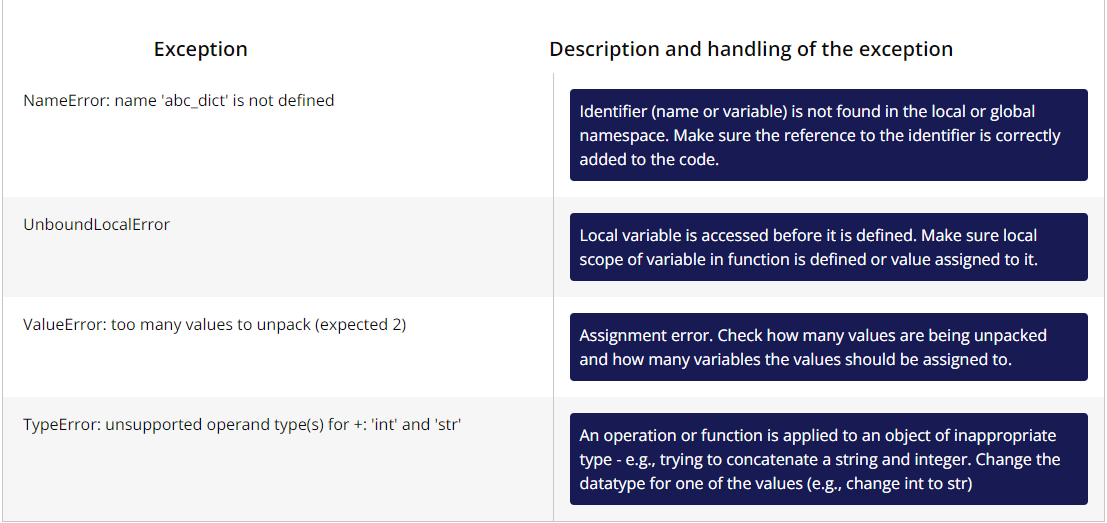 Exception
Description and handling of the exception
NameError: name 'abc_dict' is not defined
Identifier (name or variable) is not found in the local or global
namespace. Make sure the reference to the identifier is correctly
added to the code.
UnboundLocalError
Local variable is accessed before it is defined. Make sure local
scope of variable in function is defined or value assigned to it.
ValueError: too many values to unpack (expected 2)
Assignment error. Check how many values are being unpacked
and how many variables the values should be assigned to.
TypeError: unsupported operand type(s) for +: 'int' and 'str'
An operation or function is applied to an object of inappropriate
type - e.g., trying to concatenate a string and integer. Change the
datatype for one of the values (e.g., change int to str)